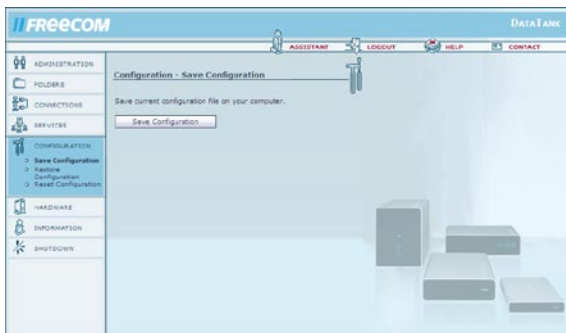 FREECOM
DATATANK
ASSISTANT LOGOUT HELP CONTACT
ADMINISTRATION
FOLDERS
CONNECTIONS
SERVICES
CONFIGURATION
Save Configuration
Restore
Configuration
Reset Configuration
HARDWARE
INFORMATION
SHUTDOWN
Configuration - Save Configuration
Save current configuration file on your computer.
Save Configuration